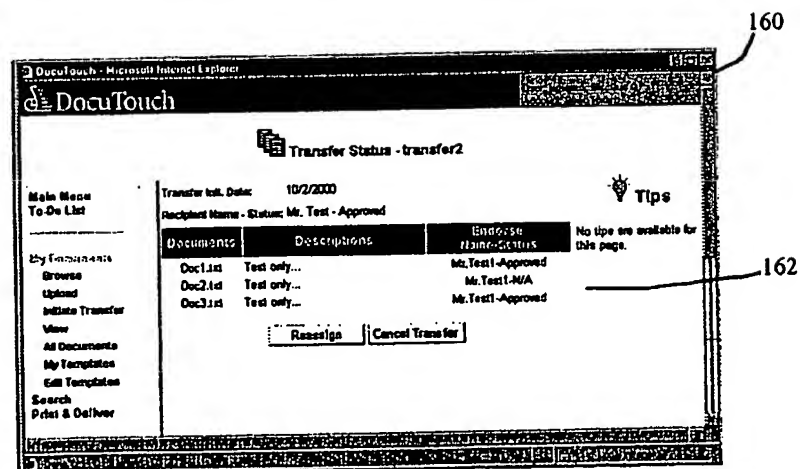 160
DocuTouch - Microsoft Internet Explorer
DocuTouch
Transfer Status - transfer2
Main Menu
To-Do List
My Documents
Browse
Upload
Initiate Transfer
View
All Documents
My Templates
Edit Templates
Search
Print & Deliver
Transfer Init. Date: 10/2/2000
Recipient Name - Status: Mr. Test - Approved
Documents Descriptions Endorse
Name-Status
Doc1.txt Test only... Mr.Test1-Approved
Doc2.txt Test only... Mr.Test1-N/A
Doc3.txt Test only... Mr.Test1-Approved
Reassign Cancel Transfer
Tips
No tips are available for
this page.
162